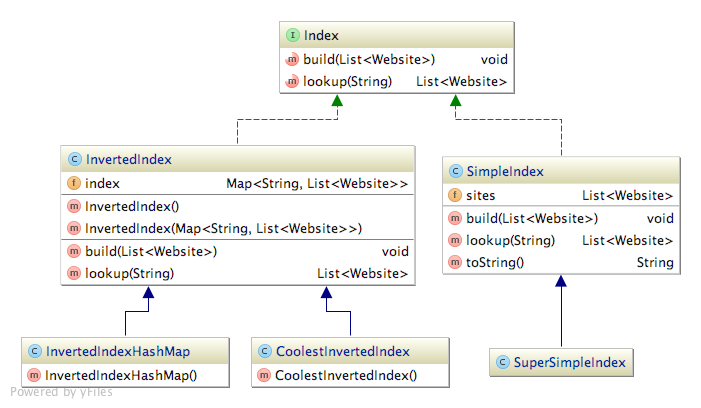 I Index
m build(List<Website>) void
m lookup(String) List<Website>
C InvertedIndex
f index Map<String, List<Website>>
m InvertedIndex()
m InvertedIndex(Map<String, List<Website>>)
m build(List<Website>) void
m lookup(String) List<Website>
C SimpleIndex
f sites List<Website>
m build(List<Website>) void
m lookup(String) List<Website>
m toString() String
C InvertedIndexHashMap
m InvertedIndexHashMap()
C CoolestInvertedIndex
m CoolestInvertedIndex()
C SuperSimpleIndex
Powered by yFiles